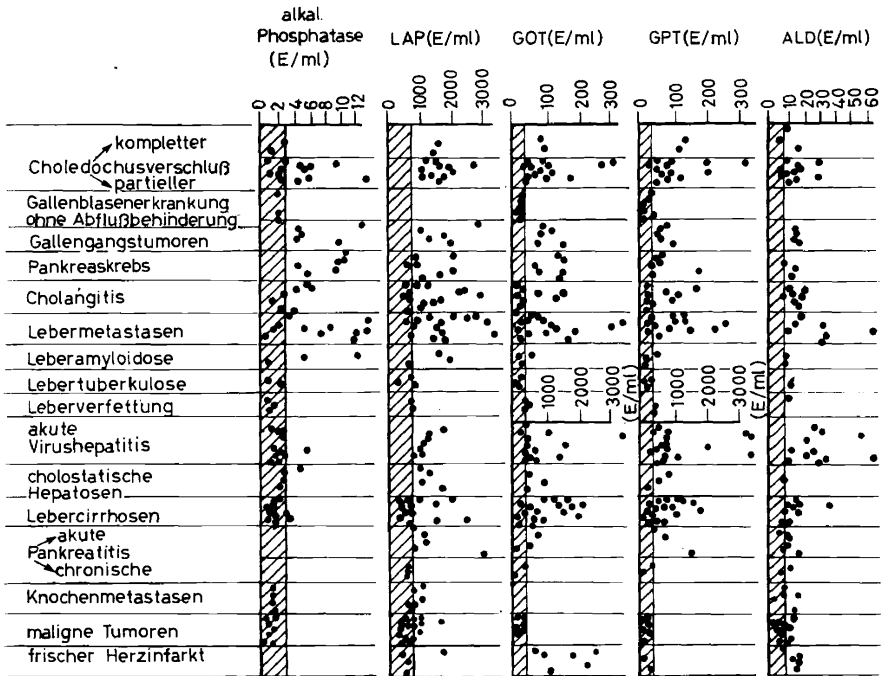 alkal.
Phosphatase
(E/ml)
LAP(E/ml)
GOT(E/ml)
GPT(E/ml)
ALD(E/ml)
0 2 4 6 8 10 12
0 1000 2000 3000
0 100 200 300
0 100 200 300
0 10 20 30 40 50 60
kompletter
Choledochusverschluß
partieller
Gallenblasenerkrankung
ohne Abflußbehinderung
Gallengangstumoren
Pankreaskrebs
Cholangitis
Lebermetastasen
Leberamyloidose
Lebertuberkulose
Leberverfettung
0 1000 2000 3000 (E/ml)
0 1000 2000 3000 (E/ml)
akute
Virushepatitis
cholostatische
Hepatosen
Lebercirrhosen
akute
Pankreatitis
chronische
Knochenmetastasen
maligne Tumoren
frischer Herzinfarkt